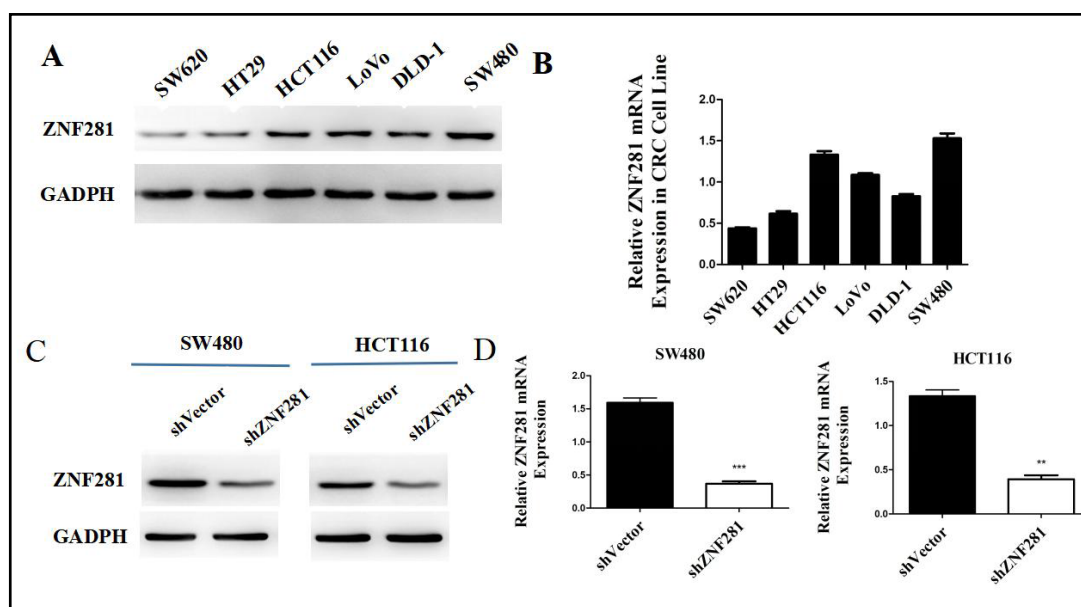 A
SW620 HT29 HCT116 LoVo DLD-1 SW480
ZNF281
GADPH
B
Relative ZNF281 mRNA
Expression in CRC Cell Line
2.0
1.5
1.0
0.5
0.0
SW620 HT29 HCT116 LoVo DLD-1 SW480
C
SW480 HCT116
shVector shZNF281 shVector shZNF281
ZNF281
GADPH
D
SW480
Relative ZNF281 mRNA
Expression
2.0
1.5
1.0
0.5
0.0
***
shVector shZNF281
HCT116
Relative ZNF281 mRNA
Expression
1.5
1.0
0.5
0.0
**
shVector shZNF281